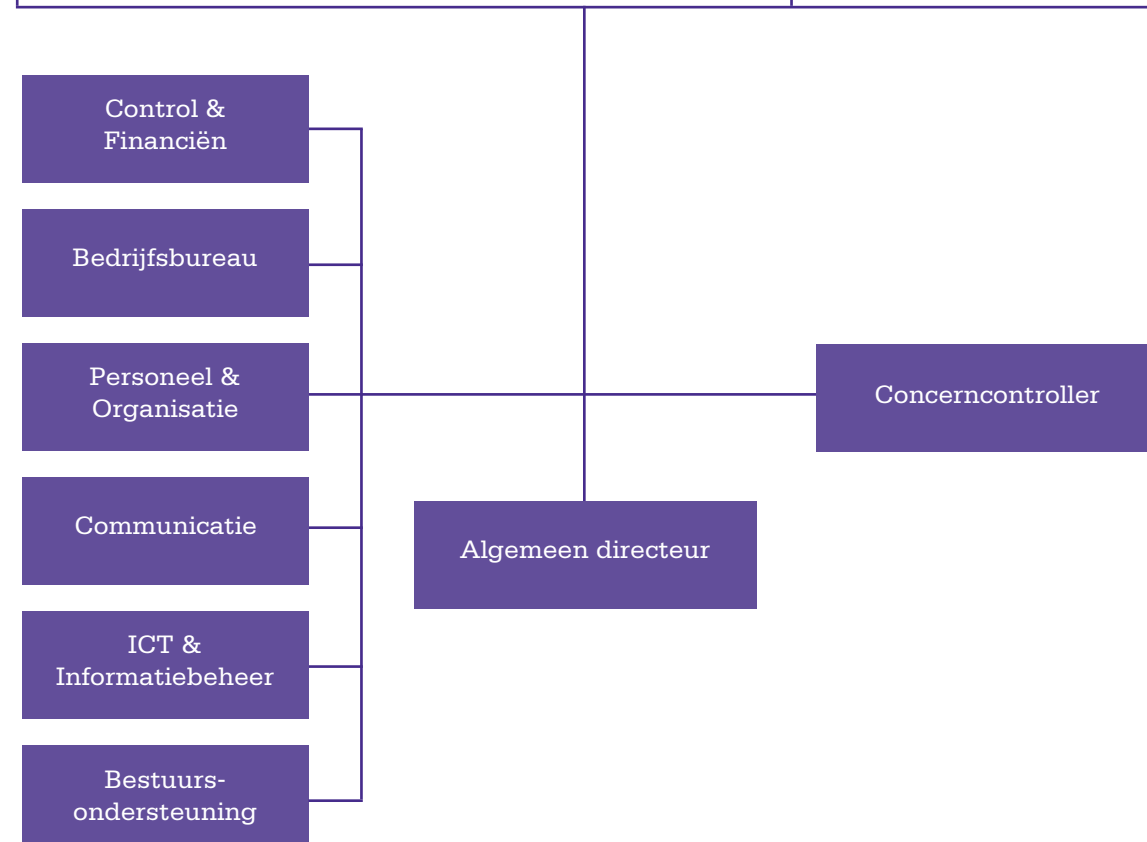 Control &
Financiën
Bedrijfsbureau
Personeel &
Organisatie
Concerncontroller
Communicatie
Algemeen directeur
ICT &
Informatiebeheer
Bestuurs-
ondersteuning